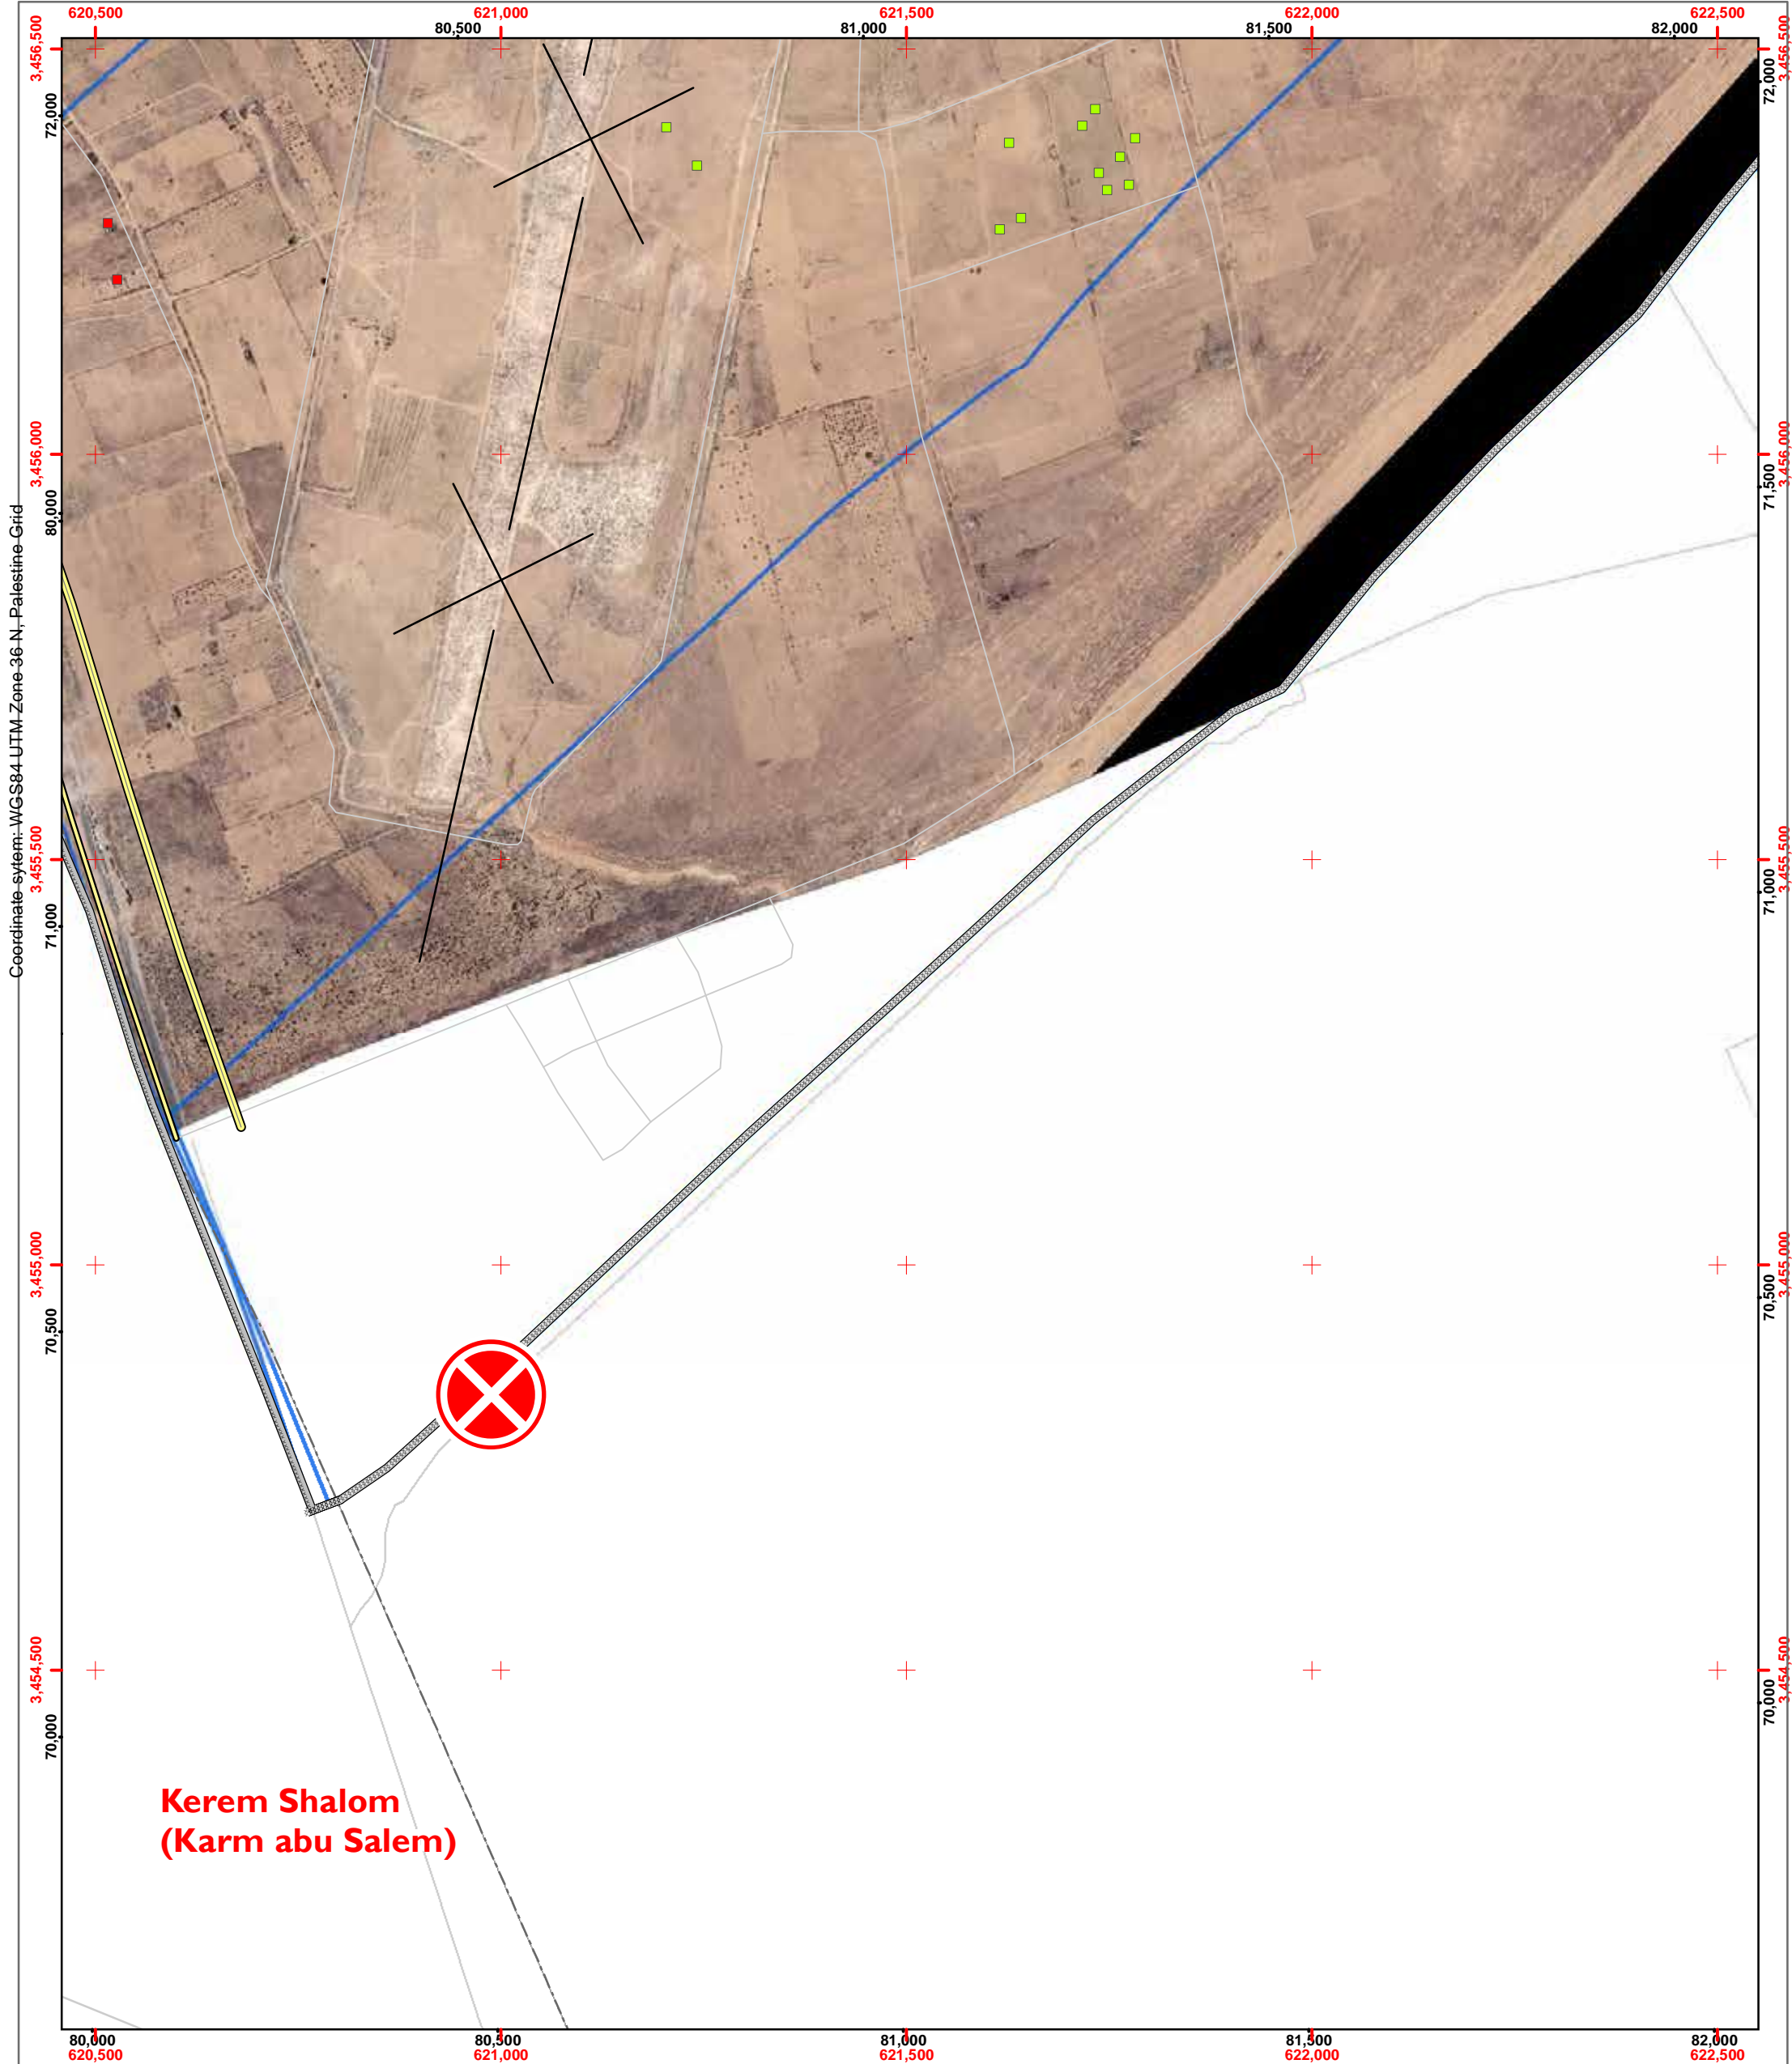 620,500 621,000 621,500 622,000 622,500
80,500 81,000 81,500 82,000
3,456,500 3,456,500
72,000 72,000
3,456,000 3,456,000
80,000 71,500
Coordinate sytem: WGS84 UTM Zone 36 N, Palestine Grid
3,455,500 3,455,500
71,000 71,000
3,455,000 3,455,000
70,500 70,500
3,454,500 3,454,500
70,000 70,000
Kerem Shalom
(Karm abu Salem)
80,000 80,500 81,000 81,500 82,000
620,500 621,000 621,500 622,000 622,500